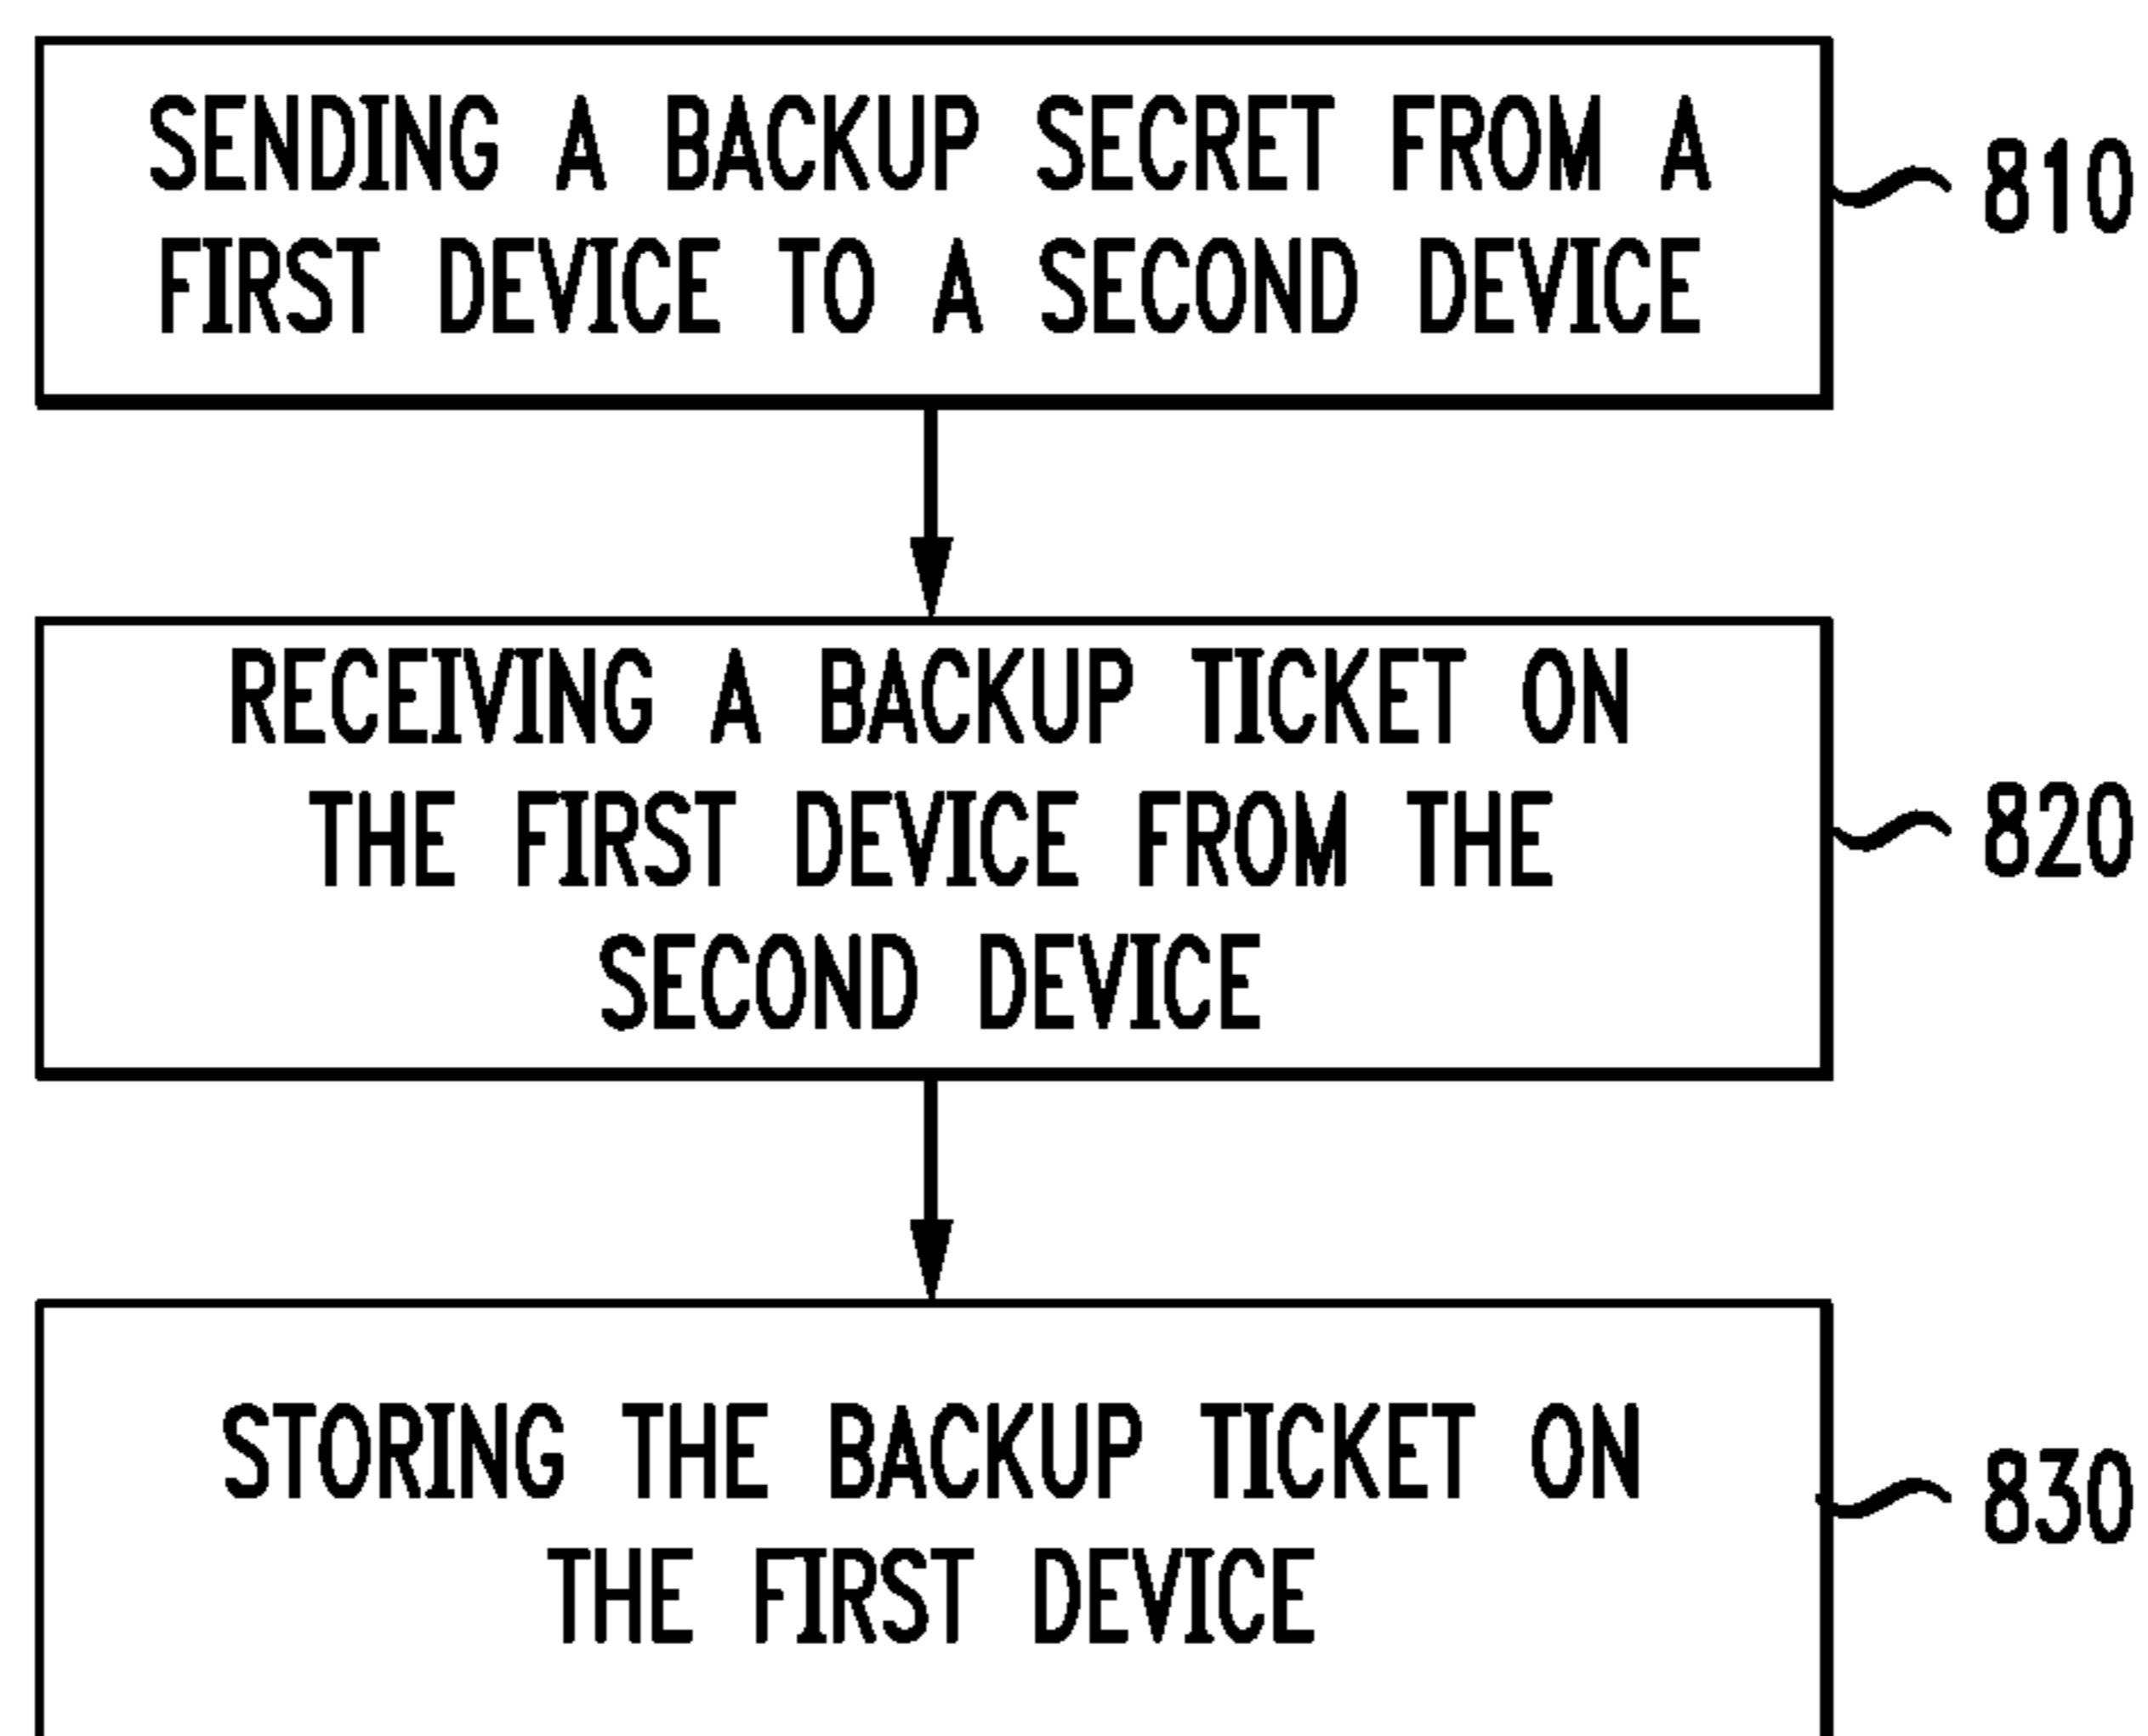 SENDING A BACKUP SECRET FROM A
FIRST DEVICE TO A SECOND DEVICE
810
RECEIVING A BACKUP TICKET ON
THE FIRST DEVICE FROM THE
SECOND DEVICE
820
STORING THE BACKUP TICKET ON
THE FIRST DEVICE
830